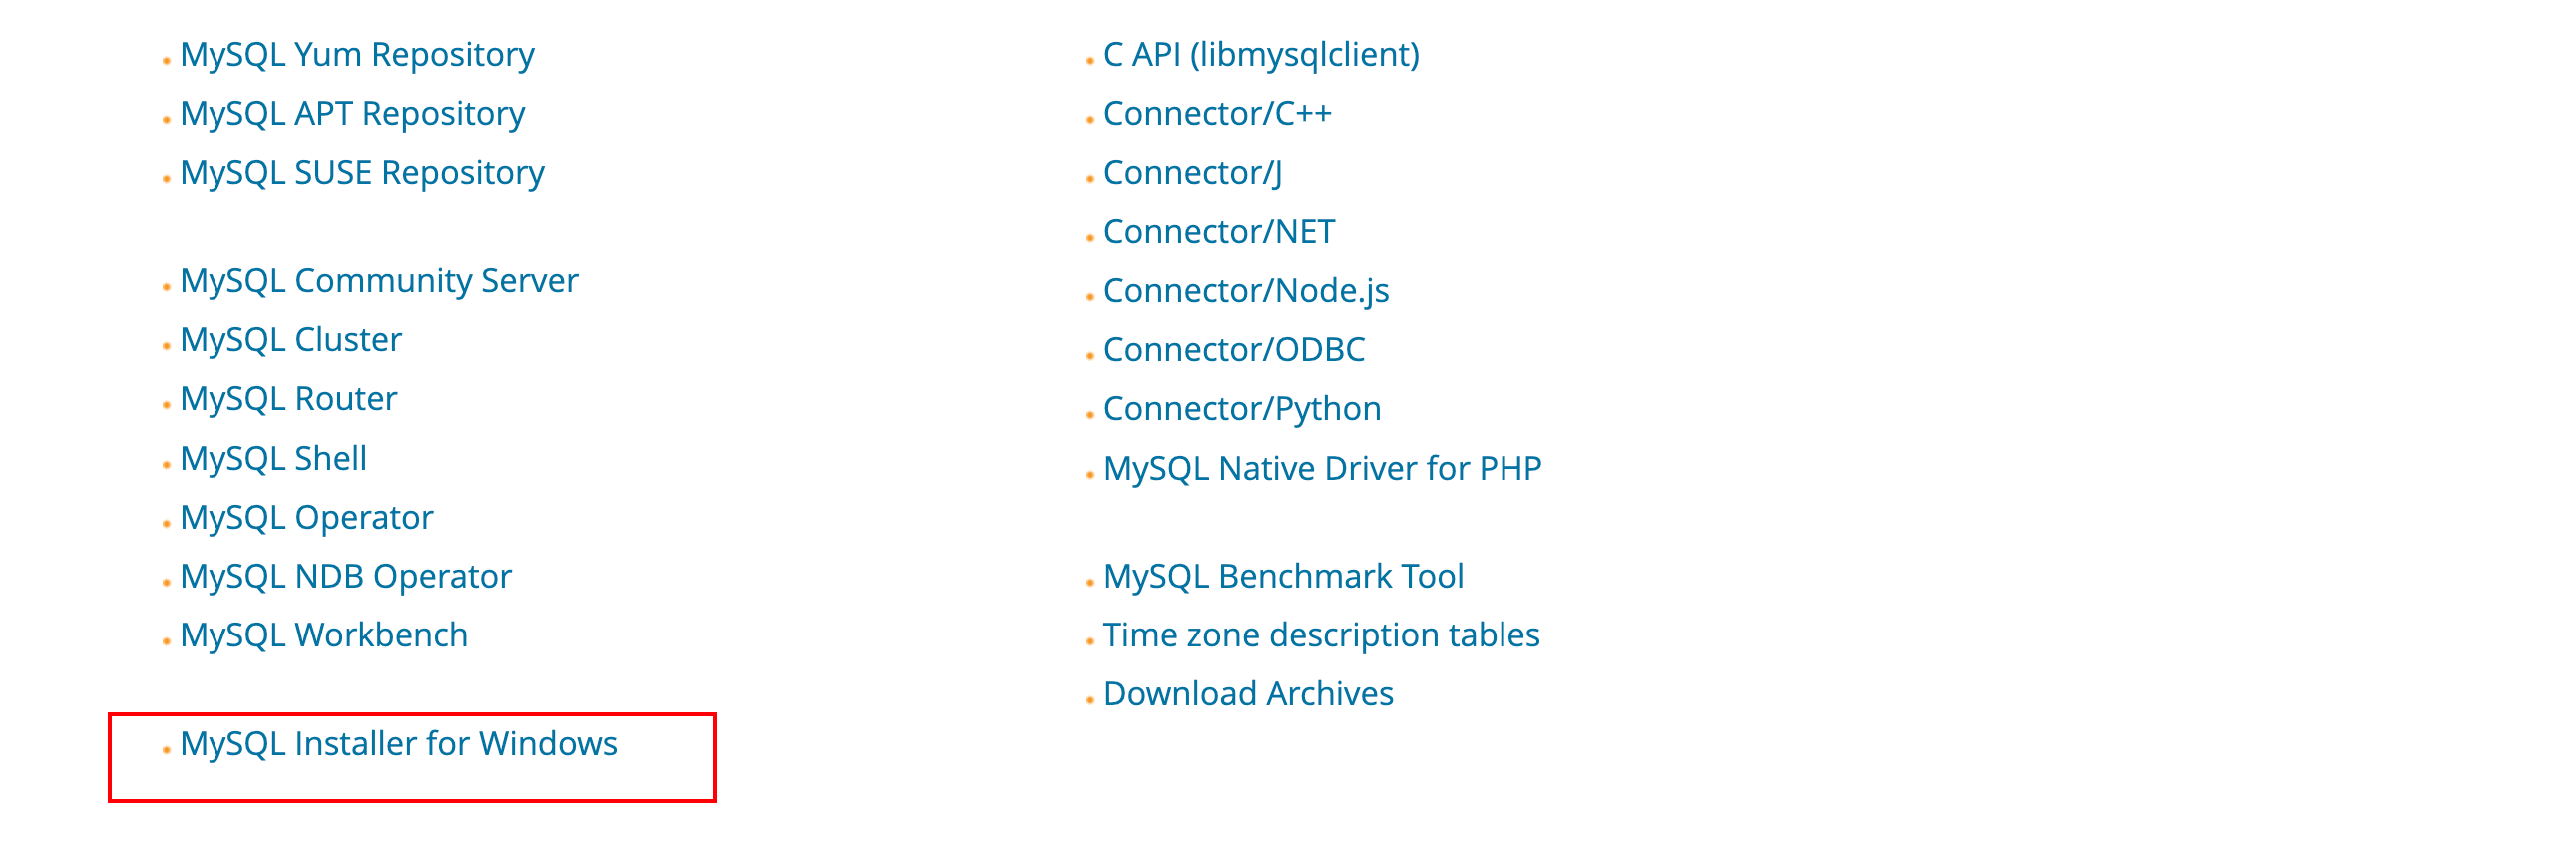 MySQL Yum Repository
MySQL APT Repository
MySQL SUSE Repository
MySQL Community Server
MySQL Cluster
MySQL Router
MySQL Shell
MySQL Operator
MySQL NDB Operator
MySQL Workbench
MySQL Installer for Windows
C API (libmysqlclient)
Connector/C++
Connector/J
Connector/NET
Connector/Node.js
Connector/ODBC
Connector/Python
MySQL Native Driver for PHP
MySQL Benchmark Tool
Time zone description tables
Download Archives